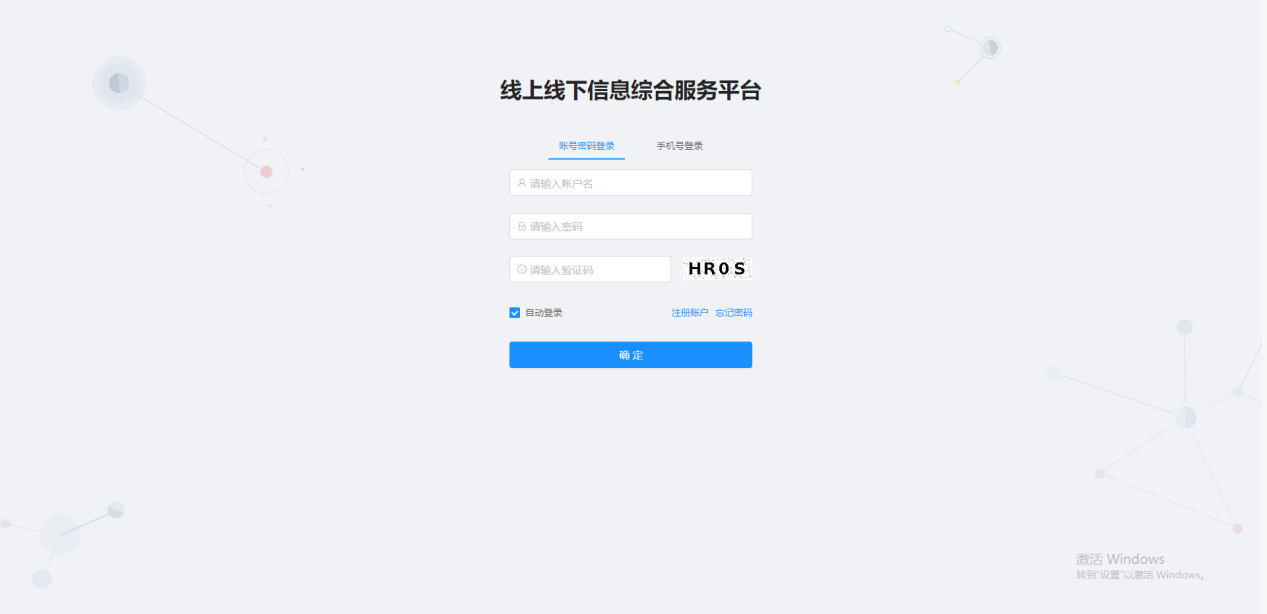 线上线下信息综合服务平台
账号密码登录 手机号登录
请输入帐户名
请输入密码
请输入验证码 HR0S
自动登录 注册账户 忘记密码
确 定
激活 Windows
转到"设置"以激活 Windows。